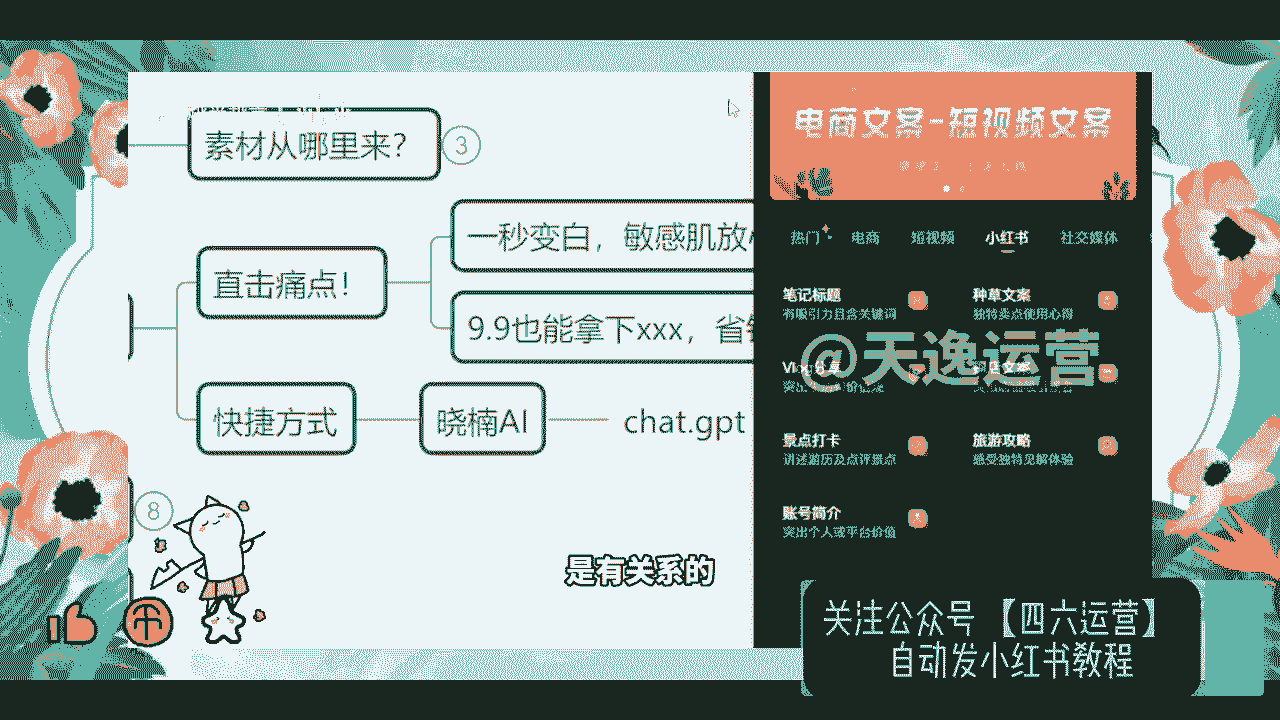 素材从哪里来?
3
直击痛点!
一秒变白，敏感肌放
9.9也能拿下xxx，省
快捷方式
晓楠AI
chat.gpt
8
是有关系的
电商文案-短视频文案
热门
电商
短视频
小红书
社交媒体
笔记标题
有吸引力且含关键词
种草文案
独特卖点使用心得
@天逸运营
景点打卡
讲述游历及点评景点
旅游攻略
感受独特见解体验
账号简介
突出个人或平台价值
关注公众号【四六运营】
自动发小红书教程